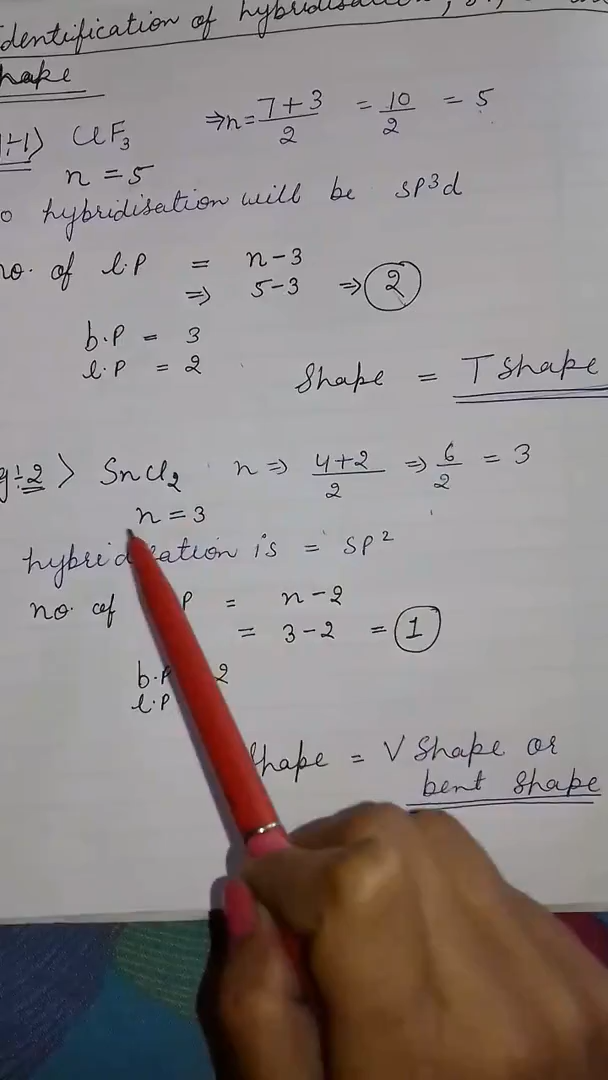 dentification of hybridisation,
hape
ClF3 ⇒n = 7+3/2 = 10/2 = 5
n = 5
o hybridisation will be sp³d
no. of l.P = n-3
⇒ 5-3 ⇒ 2
b.P = 3
l.P = 2
Shape = T Shape
g:-2> SnCl2 n ⇒ 4+2/2 ⇒ 6/2 = 3
n = 3
hybridisation is = sp²
no. of P = n-2
= 3-2 = 1
b.P 2
l.P
Shape = V Shape or
bent Shape